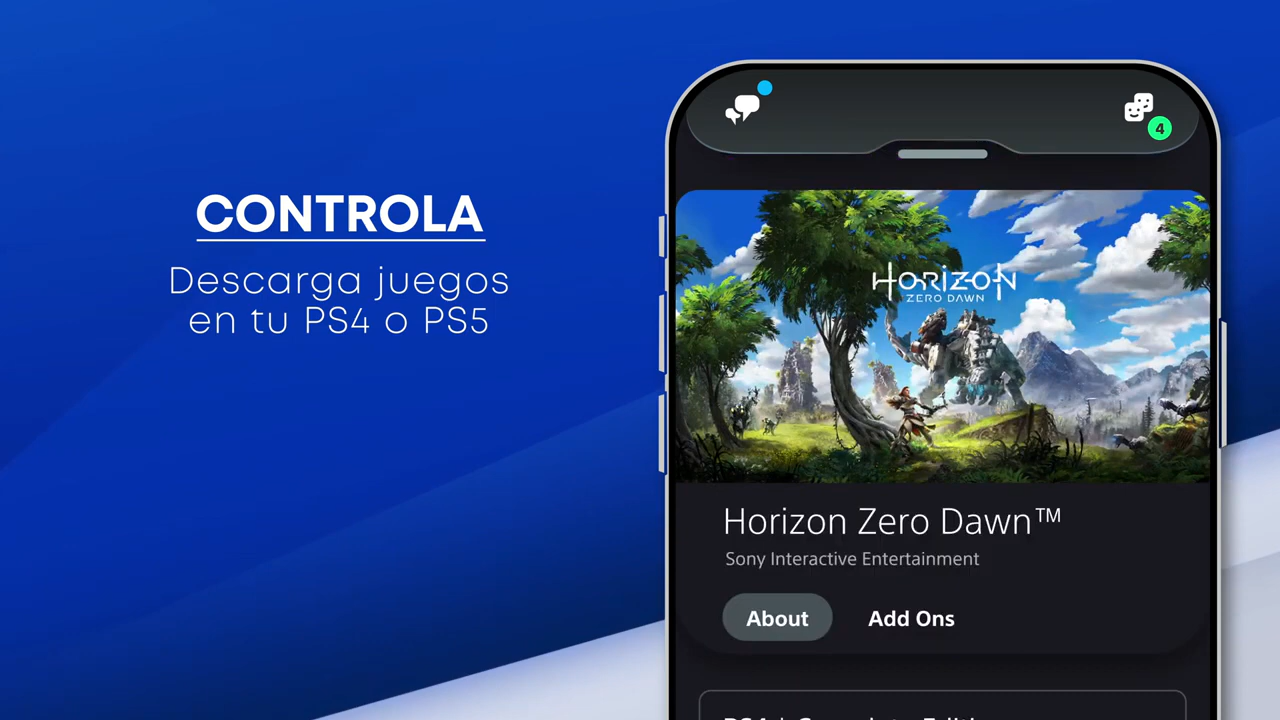 CONTROLA
Descarga juegos
en tu PS4 o PS5
4
HORIZON
ZERO DAWN
Horizon Zero Dawn™
Sony Interactive Entertainment
About Add Ons